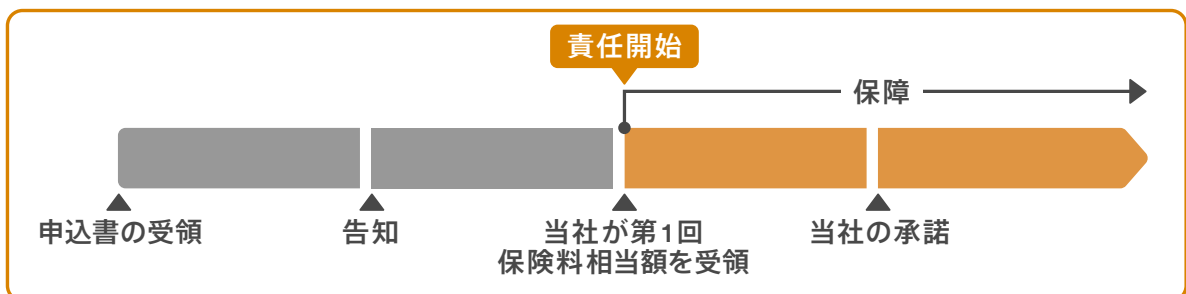 責任開始
保障
申込書の受領
告知
当社が第1回
保険料相当額を受領
当社の承諾